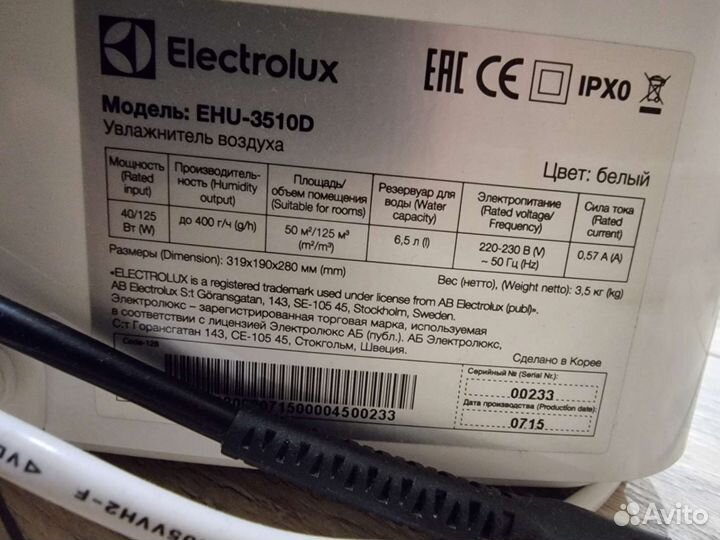 Electrolux
EAC CE IPX0
Модель: EHU-3510D
Увлажнитель воздуха
Цвет: белый
Мощность (Rated input) Производитель-ность (Humidity output) Площадь/объем помещения (Suitable for rooms) Резервуар для воды (Water capacity) Электропитание (Rated voltage/Frequency) Сила тока (Rated current)
40/125 Вт (W) до 400 г/ч (g/h) 50 м²/125 м³ (m²/m³) 6,5 л (l) 220-230 В (V) ~ 50 Гц (Hz) 0,57 А (A)
Размеры (Dimension): 319x190x280 мм (mm)
Вес (нетто), (Weight netto): 3,5 кг (kg)
«ELECTROLUX is a registered trademark used under license from AB Electrolux (publ)».
AB Electrolux S:t Göransgatan, 143, SE-105 45, Stockholm, Sweden.
Электролюкс – зарегистрированная торговая марка, используемая
в соответствии с лицензией Электролюкс АБ (публ.). АБ Электролюкс,
С:т Горансгатан 143, СЕ-105 45, Стокгольм, Швеция.
Сделано в Корее
Code-128
071500004500233
Серийный № (Serial Nr.):
00233
Дата производства (Production date):
0715
05VVH2-F
Avito